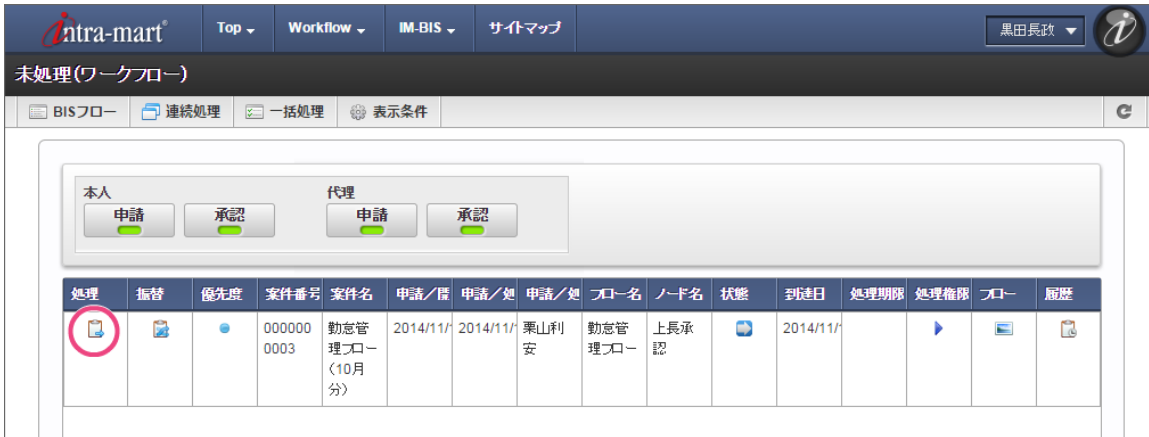 intra-mart Top Workflow IM-BIS サイトマップ 黒田長政
未処理(ワークフロー)
BISフロー 連続処理 一括処理 表示条件
本人 代理
申請 承認 申請 承認
処理 振替 優先度 案件番号 案件名 申請/ 申請/処 申請/処 フロー名 ノード名 状態 到達日 処理期限 処理権限 フロー 履歴
000000 勤怠管 2014/11/ 2014/11/ 栗山利 勤怠管 上長承 2014/11/
0003 理フロー 安 理フロー 認
(10月
分)